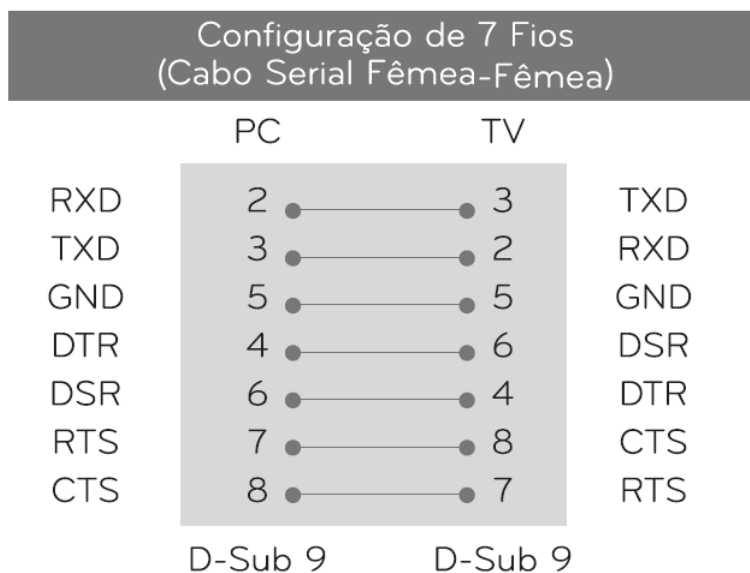 Configuração de 7 Fios
(Cabo Serial Fêmea-Fêmea)
PC TV
RXD 2 3 TXD
TXD 3 2 RXD
GND 5 5 GND
DTR 4 6 DSR
DSR 6 4 DTR
RTS 7 8 CTS
CTS 8 7 RTS
D-Sub 9 D-Sub 9